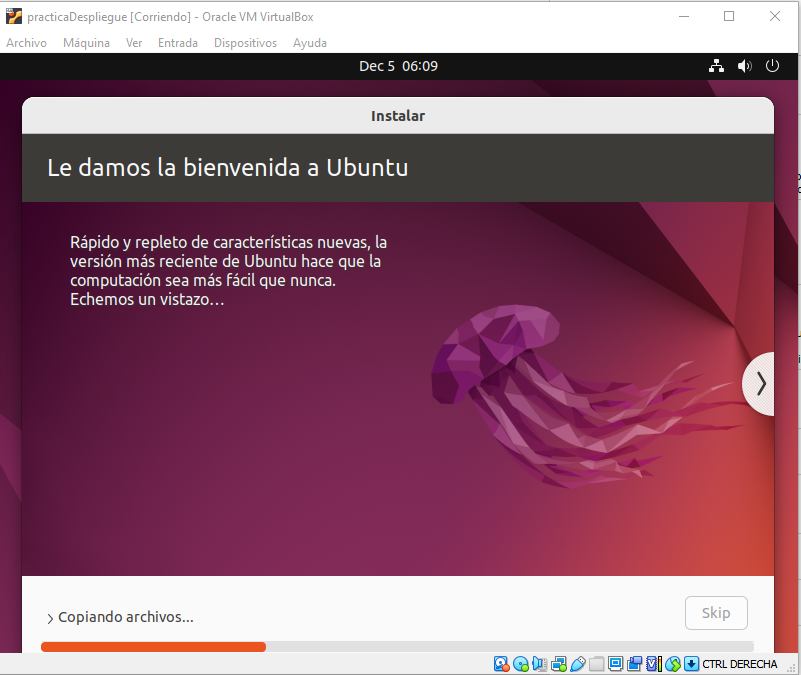 practicaDespliegue [Corriendo] - Oracle VM VirtualBox
Archivo Máquina Ver Entrada Dispositivos Ayuda
Dec 5 06:09
Instalar
Le damos la bienvenida a Ubuntu
Rápido y repleto de características nuevas, la
versión más reciente de Ubuntu hace que la
computación sea más fácil que nunca.
Echemos un vistazo...
Copiando archivos...
Skip
CTRL DERECHA